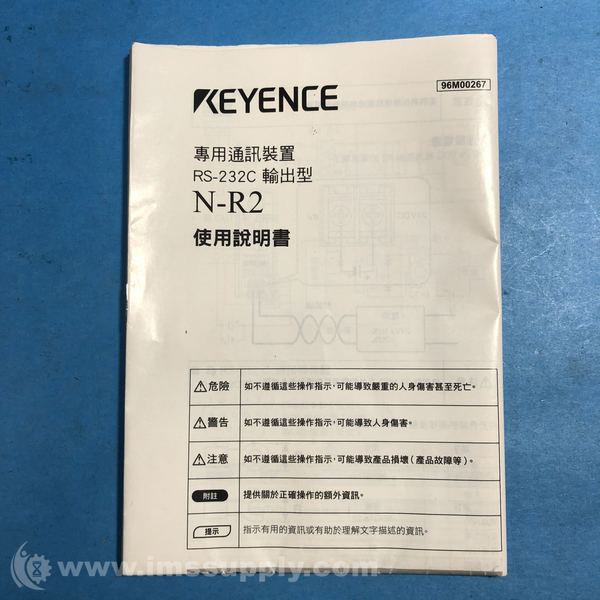 KEYENCE
96M00267
專用通訊裝置
RS-232C 輸出型
N-R2
使用說明書
危險 如不遵循這些操作指示，可能導致嚴重的人身傷害甚至死亡。
警告 如不遵循這些操作指示，可能導致人身傷害。
注意 如不遵循這些操作指示，可能導致產品損壞（產品故障等）。
附註 提供關於正確操作的額外資訊。
提示 指示有用的資訊或有助於理解文字描述的資訊。
www.imssupply.com